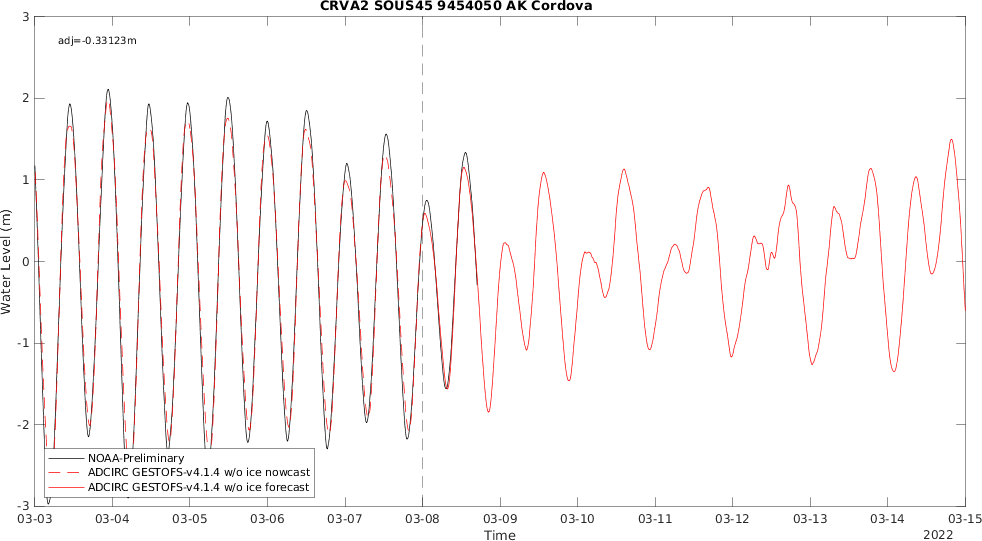 CRVA2 SOUS45 9454050 AK Cordova
adj=-0.33123m
3
2
1
0
-1
-2
-3
Water Level (m)
NOAA-Preliminary
ADCIRC GESTOFS-v4.1.4 w/o ice nowcast
ADCIRC GESTOFS-v4.1.4 w/o ice forecast
03-03 03-04 03-05 03-06 03-07 03-08 03-09 03-10 03-11 03-12 03-13 03-14 03-15
Time
2022